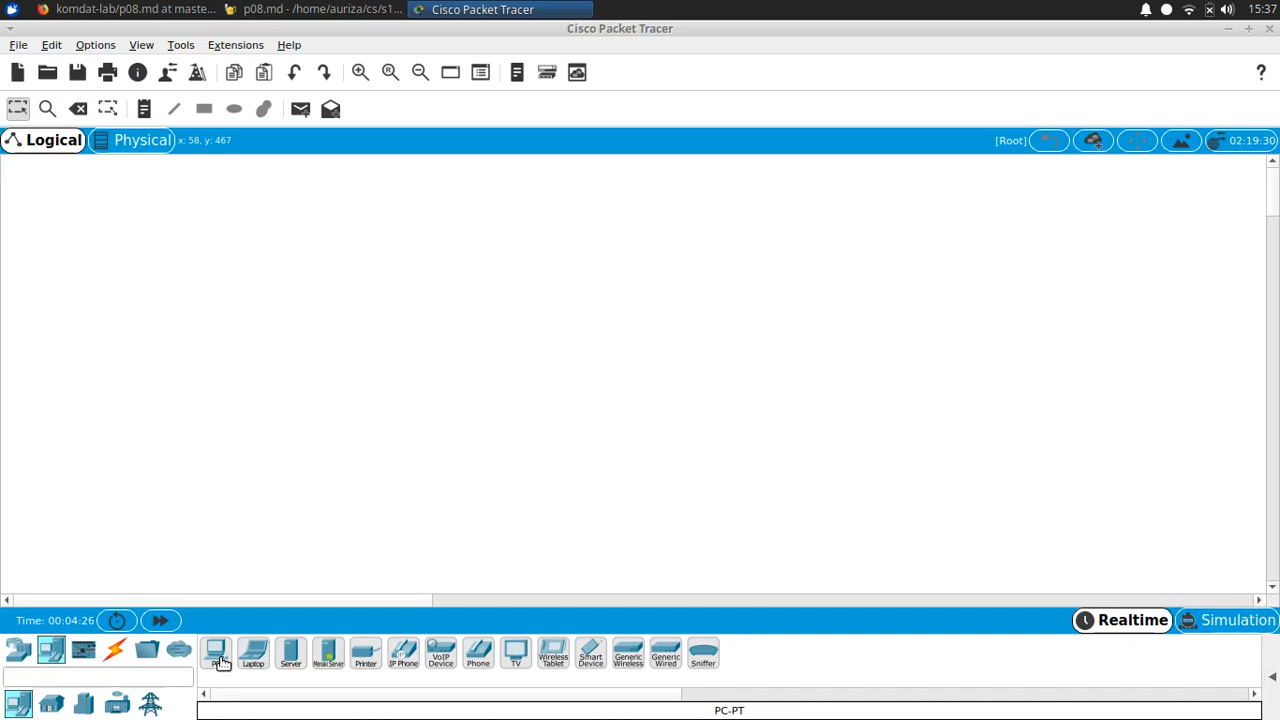 komdat-lab/p08.md at maste...
p08.md - /home/auriza/cs/s1...
Cisco Packet Tracer
15:37
Cisco Packet Tracer
File
Edit
Options
View
Tools
Extensions
Help
?
Logical
Physical
x: 58, y: 467
[Root]
02:19:30
Time: 00:04:26
Realtime
Simulation
Laptop
Server
Meraki Server
Printer
IP Phone
VoIP
Device
Phone
TV
Wireless
Tablet
Smart
Device
Generic
Wireless
Generic
Wired
Sniffer
PC-PT